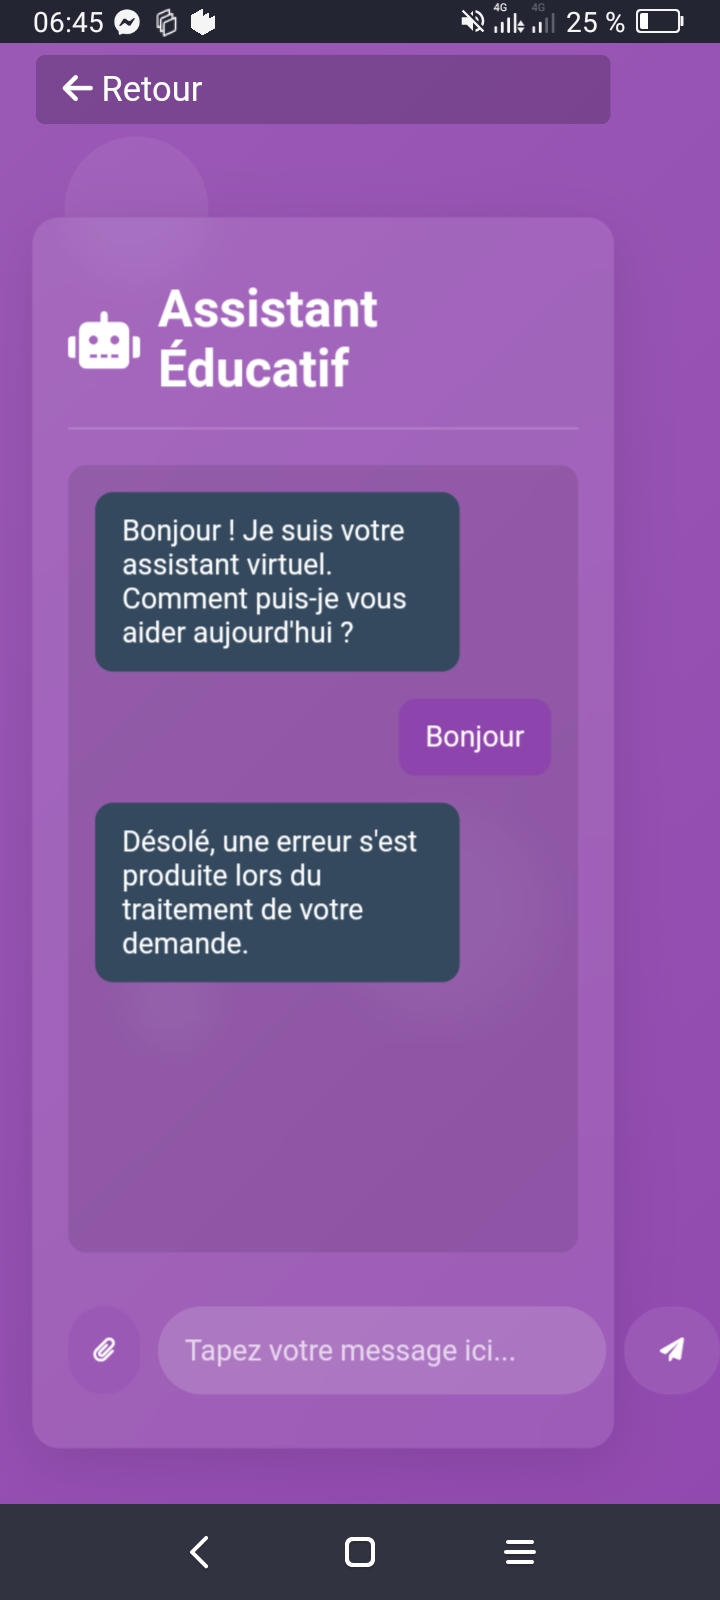 06:45
4G
4G
25 %
Retour
Assistant
Éducatif
Bonjour ! Je suis votre
assistant virtuel.
Comment puis-je vous
aider aujourd'hui ?
Bonjour
Désolé, une erreur s'est
produite lors du
traitement de votre
demande.
Tapez votre message ici...